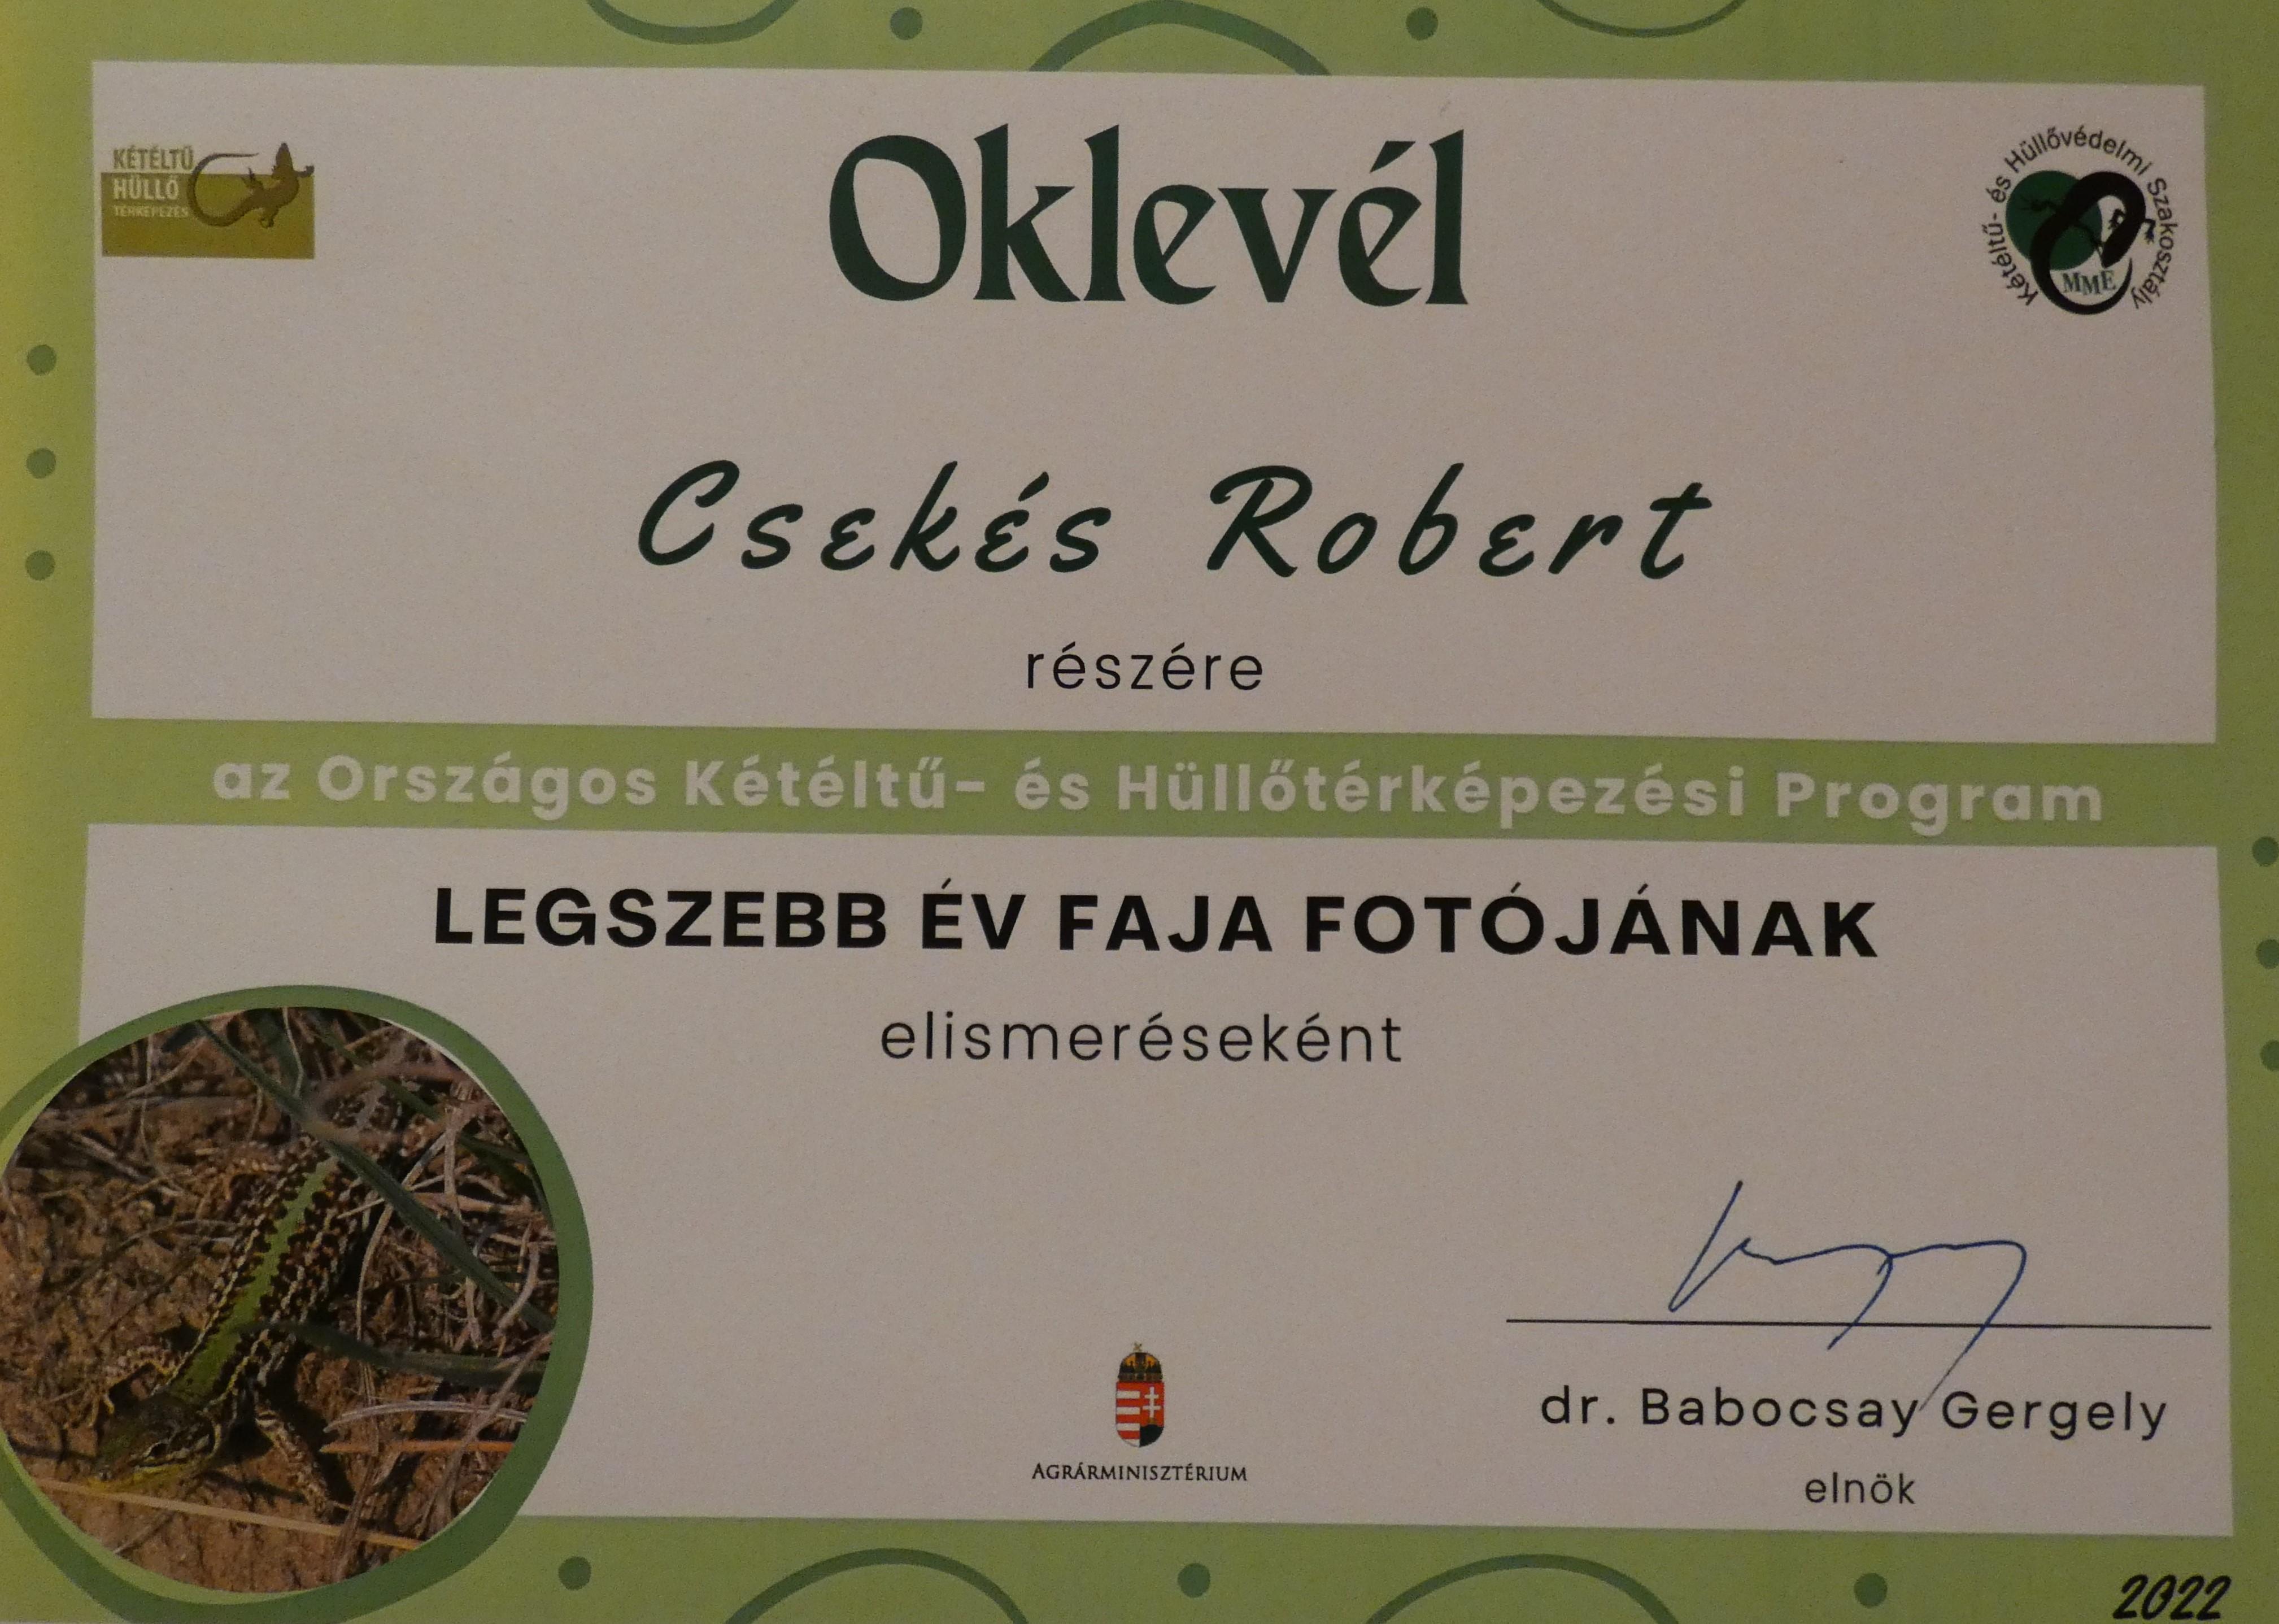 Oklevél
KÉTÉLTŰ
HÜLLŐ
TÉRKÉPEZÉS
Kétéltű- és Hüllővédelmi Szakosztály
MME
Csekés Robert
részére
az Országos Kétéltű- és Hüllőtérképezési Program
LEGSZEBB ÉV FAJA FOTÓJÁNAK
elismeréseként
AGRÁRMINISZTÉRIUM
dr. Babocsay Gergely
elnök
2022